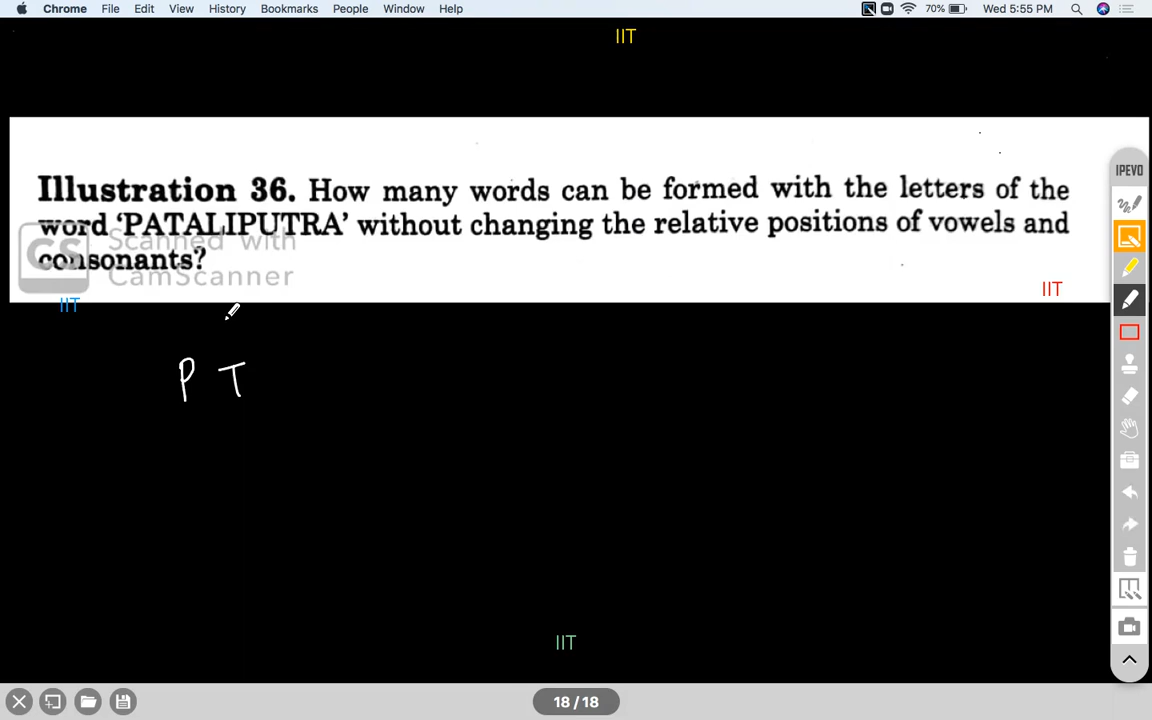 Chrome File Edit View History Bookmarks People Window Help 70% Wed 5:55 PM
IIT
IPEVO
Illustration 36. How many words can be formed with the letters of the
word ‘PATALIPUTRA’ without changing the relative positions of vowels and
consonants?
CS Scanned with
CamScanner
IIT
IIT
P T
IIT
18 / 18